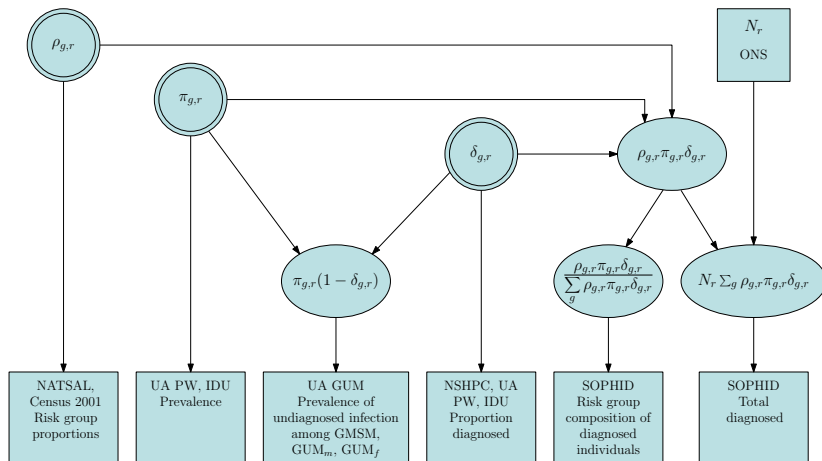 ρ_{g,r}
N_r
ONS
π_{g,r}
δ_{g,r}
ρ_{g,r}π_{g,r}δ_{g,r}
π_{g,r}(1 − δ_{g,r})
ρ_{g,r}π_{g,r}δ_{g,r}
∑_g ρ_{g,r}π_{g,r}δ_{g,r}
N_r ∑_g ρ_{g,r}π_{g,r}δ_{g,r}
NATSAL,
Census 2001
Risk group
proportions
UA PW, IDU
Prevalence
UA GUM
Prevalence of
undiagnosed infection
among GMSM,
GUM_m, GUM_f
NSHPC, UA
PW, IDU
Proportion
diagnosed
SOPHID
Risk group
composition of
diagnosed
individuals
SOPHID
Total
diagnosed